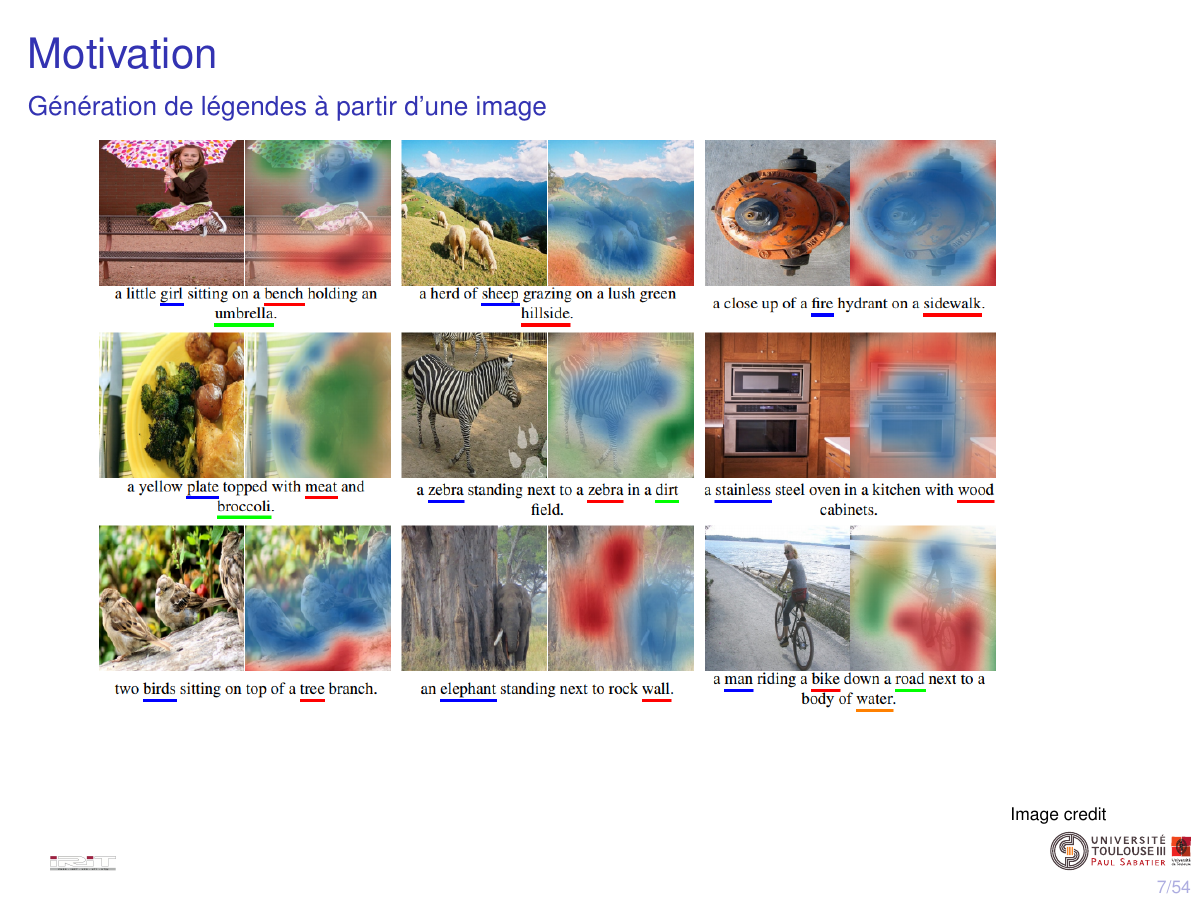 Motivation
Génération de légendes à partir d'une image
a little girl sitting on a bench holding an
umbrella.
a herd of sheep grazing on a lush green
hillside.
a close up of a fire hydrant on a sidewalk.
a yellow plate topped with meat and
broccoli.
a zebra standing next to a zebra in a dirt
field.
a stainless steel oven in a kitchen with wood
cabinets.
two birds sitting on top of a tree branch.
an elephant standing next to rock wall.
a man riding a bike down a road next to a
body of water.
Image credit
IRIT
UNIVERSITÉ
TOULOUSE III
PAUL SABATIER
7/54